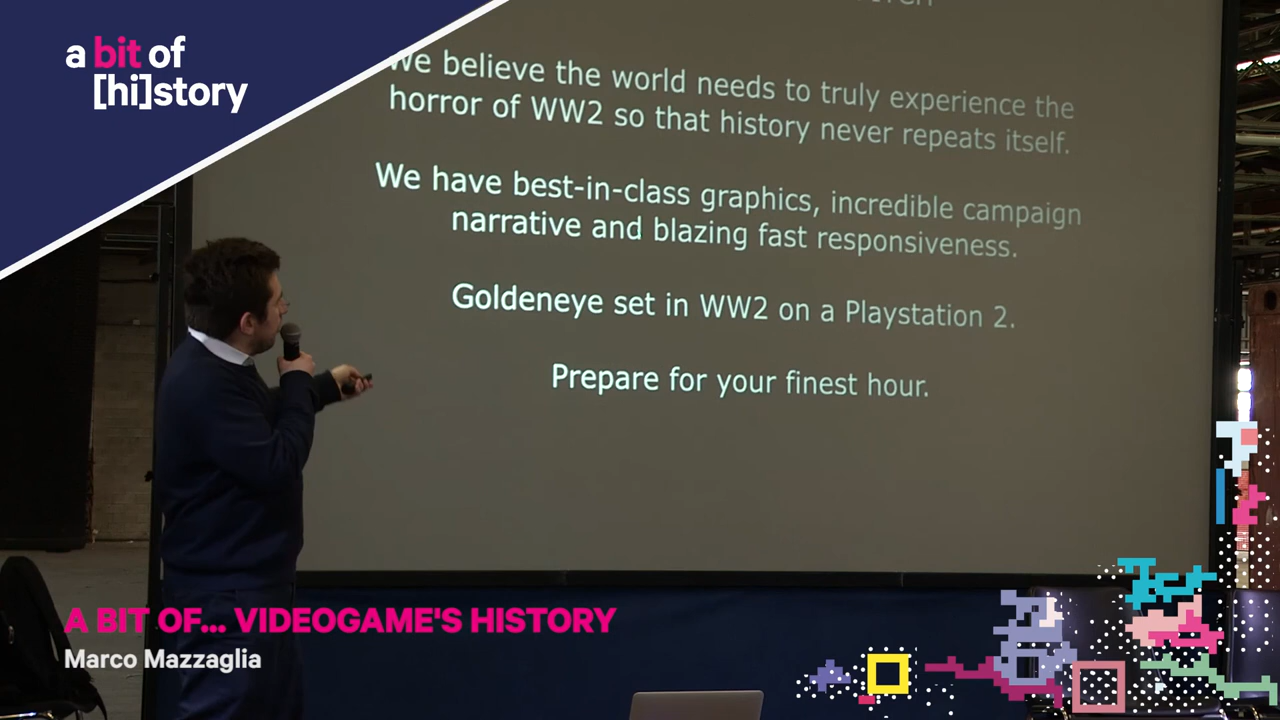 a bit of
[hi]story
We believe the world needs to truly experience the
horror of WW2 so that history never repeats itself.
We have best-in-class graphics, incredible campaign
narrative and blazing fast responsiveness.
Goldeneye set in WW2 on a Playstation 2.
Prepare for your finest hour.
A BIT OF... VIDEOGAME'S HISTORY
Marco Mazzaglia